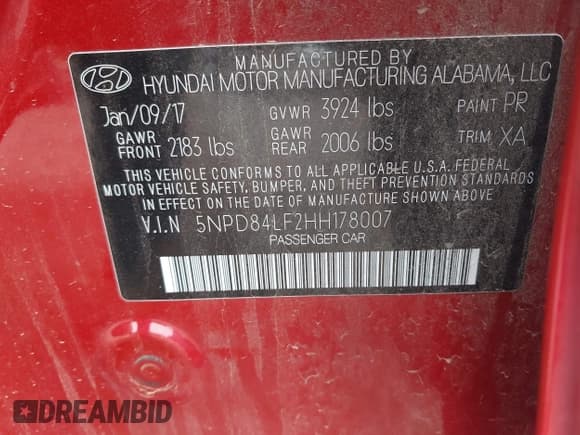 MANUFACTURED BY
HYUNDAI MOTOR MANUFACTURING ALABAMA, LLC
Jan/09/17 GVWR 3924 lbs PAINT PR
GAWR FRONT 2183 lbs GAWR REAR 2006 lbs TRIM XA
THIS VEHICLE CONFORMS TO ALL APPLICABLE U.S.A. FEDERAL
MOTOR VEHICLE SAFETY, BUMPER, AND THEFT PREVENTION STANDARDS
IN EFFECT ON THE DATE OF MANUFACTURE SHOWN ABOVE.
V.I.N 5NPD84LF2HH178007
PASSENGER CAR
DREAMBID